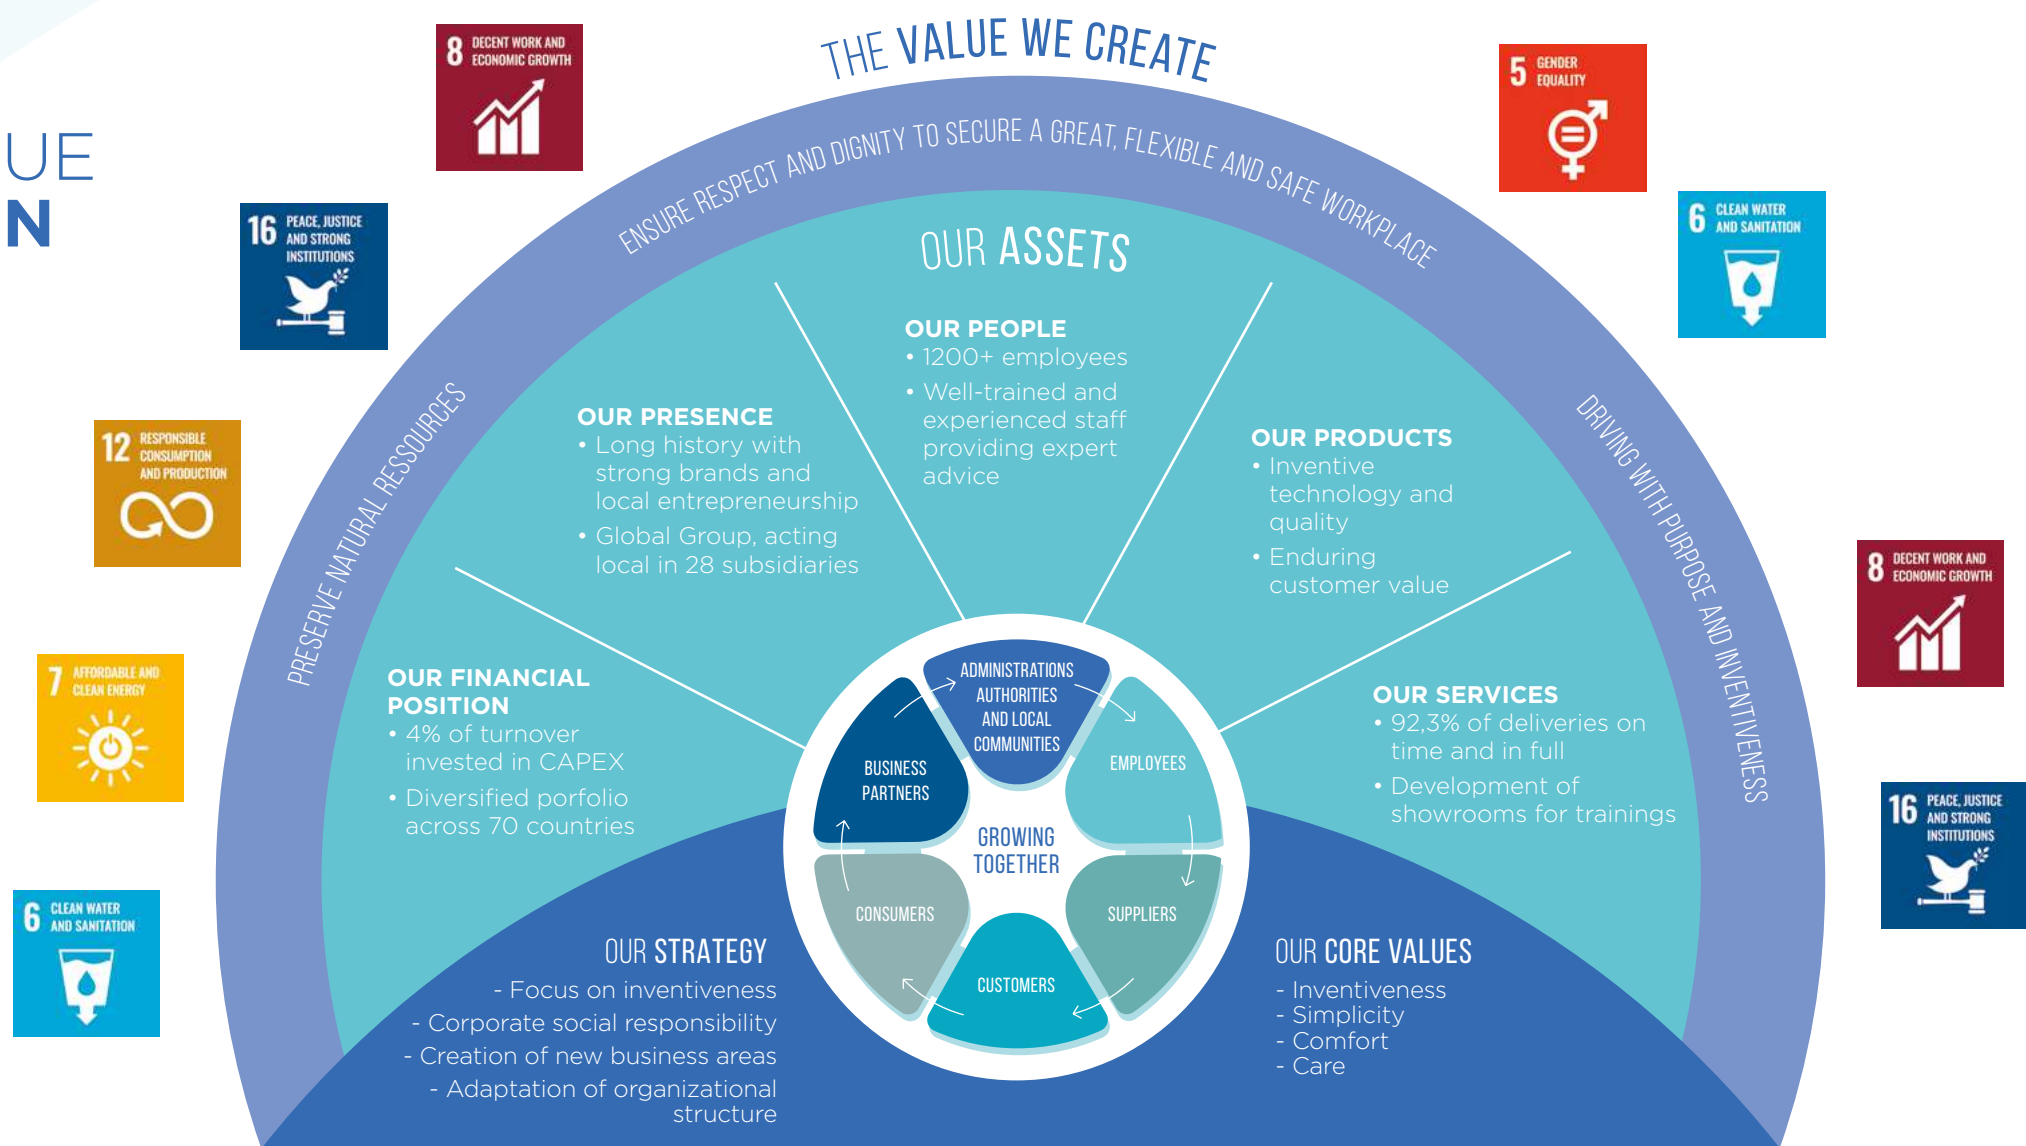 UE
N
THE VALUE WE CREATE
8 DECENT WORK AND
ECONOMIC GROWTH
16 PEACE, JUSTICE
AND STRONG
INSTITUTIONS
12 RESPONSIBLE
CONSUMPTION
AND PRODUCTION
7 AFFORDABLE AND
CLEAN ENERGY
6 CLEAN WATER
AND SANITATION
5 GENDER
EQUALITY
6 CLEAN WATER
AND SANITATION
8 DECENT WORK AND
ECONOMIC GROWTH
16 PEACE, JUSTICE
AND STRONG
INSTITUTIONS
PRESERVE NATURAL RESSOURCES
ENSURE RESPECT AND DIGNITY TO SECURE A GREAT, FLEXIBLE AND SAFE WORKPLACE
DRIVING WITH PURPOSE AND INVENTIVENESS
OUR ASSETS
OUR FINANCIAL
POSITION
• 4% of turnover
invested in CAPEX
• Diversified porfolio
across 70 countries
OUR PRESENCE
• Long history with
strong brands and
local entrepreneurship
• Global Group, acting
local in 28 subsidiaries
OUR PEOPLE
• 1200+ employees
• Well-trained and
experienced staff
providing expert
advice
OUR PRODUCTS
• Inventive
technology and
quality
• Enduring
customer value
OUR SERVICES
• 92,3% of deliveries on
time and in full
• Development of
showrooms for trainings
ADMINISTRATIONS
AUTHORITIES
AND LOCAL
COMMUNITIES
EMPLOYEES
SUPPLIERS
CUSTOMERS
CONSUMERS
BUSINESS
PARTNERS
GROWING
TOGETHER
OUR STRATEGY
- Focus on inventiveness
- Corporate social responsibility
- Creation of new business areas
- Adaptation of organizational
structure
OUR CORE VALUES
- Inventiveness
- Simplicity
- Comfort
- Care